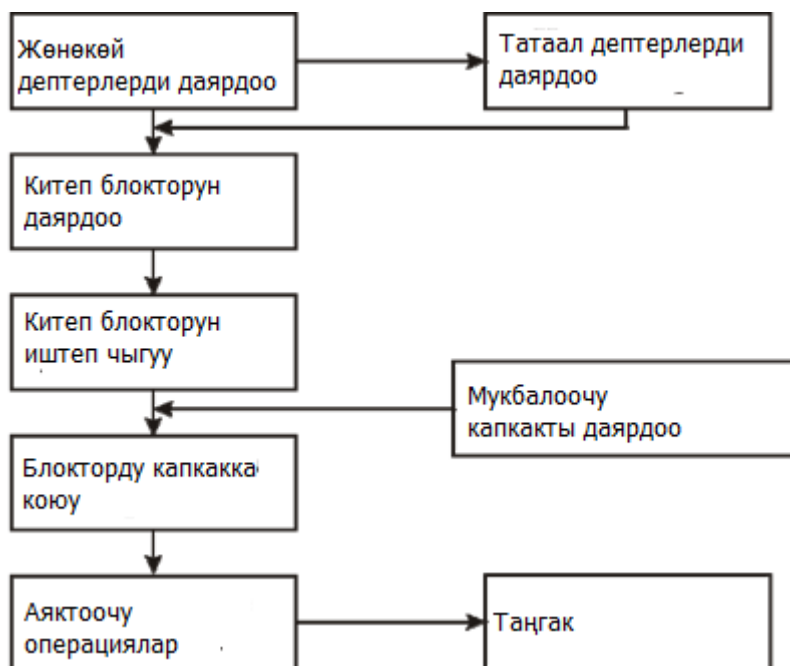 Жөнөкөй
дептерлерди даярдоо
Татаал дептерлерди
даярдоо
Китеп блокторун
даярдоо
Китеп блокторун
иштеп чыгуу
Мукбалоочу
капкакты даярдоо
Блокторду капкакка
коюу
Аяктоочу
операциялар
Таңгак